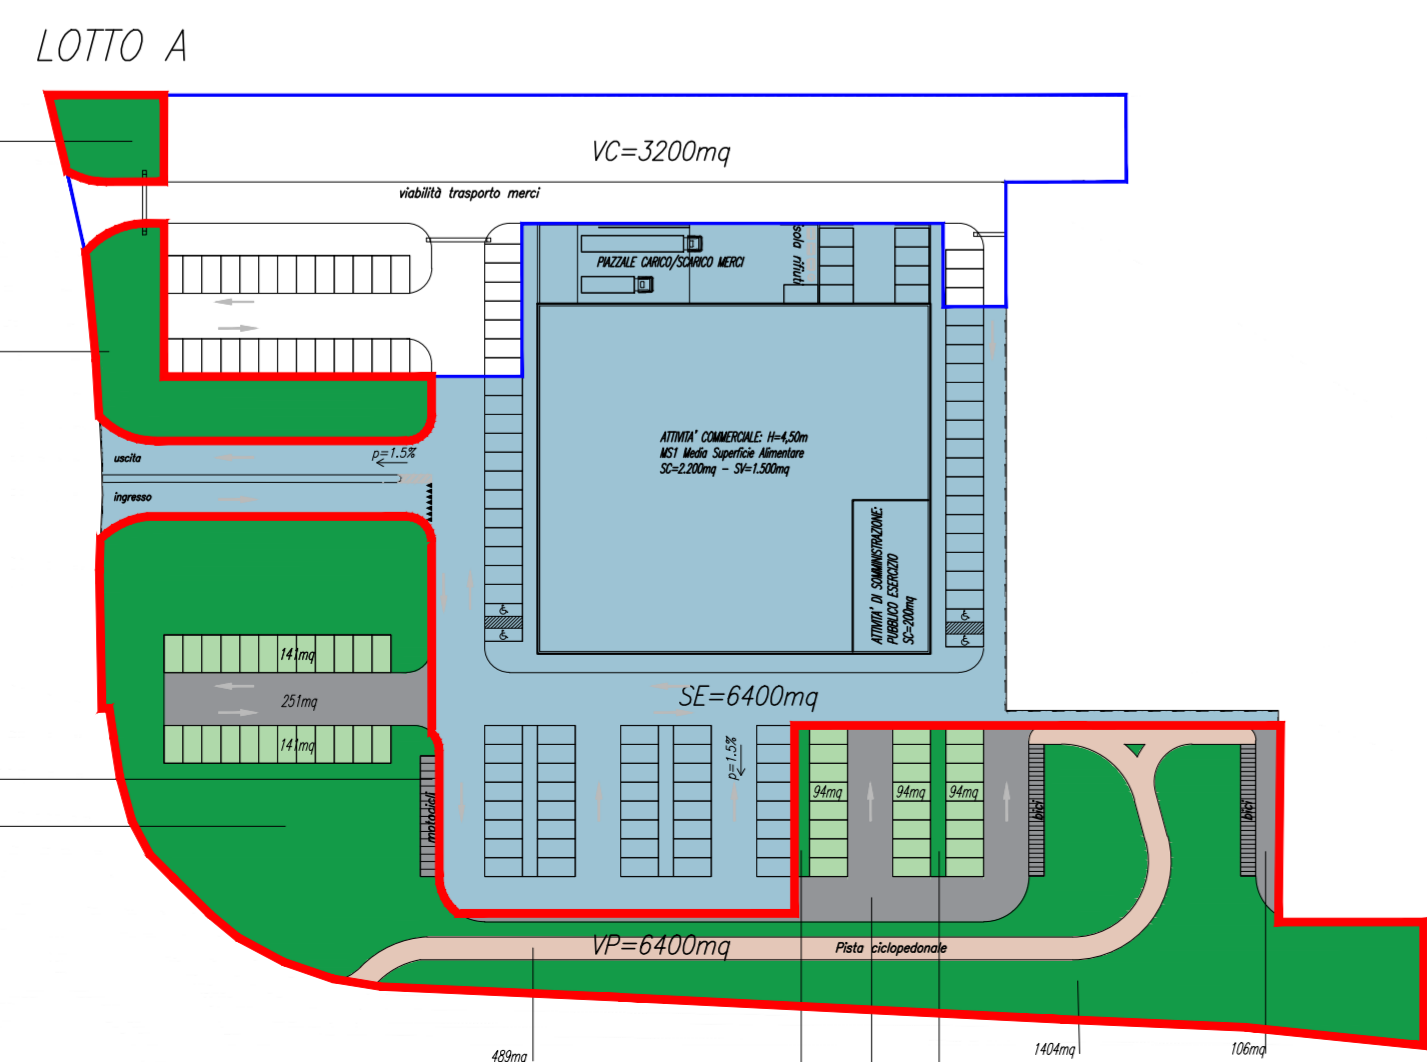 LOTTO A
VC=3200mq
viabilità trasporto merci
PIAZZALE CARICO/SCARICO MERCI
isola rifiuti
uscita
p=1.5%
ingresso
ATTIVITA' COMMERCIALE: H=4,50m
MS1 Media Superficie Alimentare
SC=2.200mq - SV=1.500mq
ATTIVITA' DI SOMMINISTRAZIONE:
PUBBLICO ESERCIZIO
SC=200mq
141mq
251mq
141mq
SE=6400mq
p=1.5%
motocicli
94mq
94mq
94mq
bici
bici
VP=6400mq
Pista ciclopedonale
489mq
1404mq
106mq